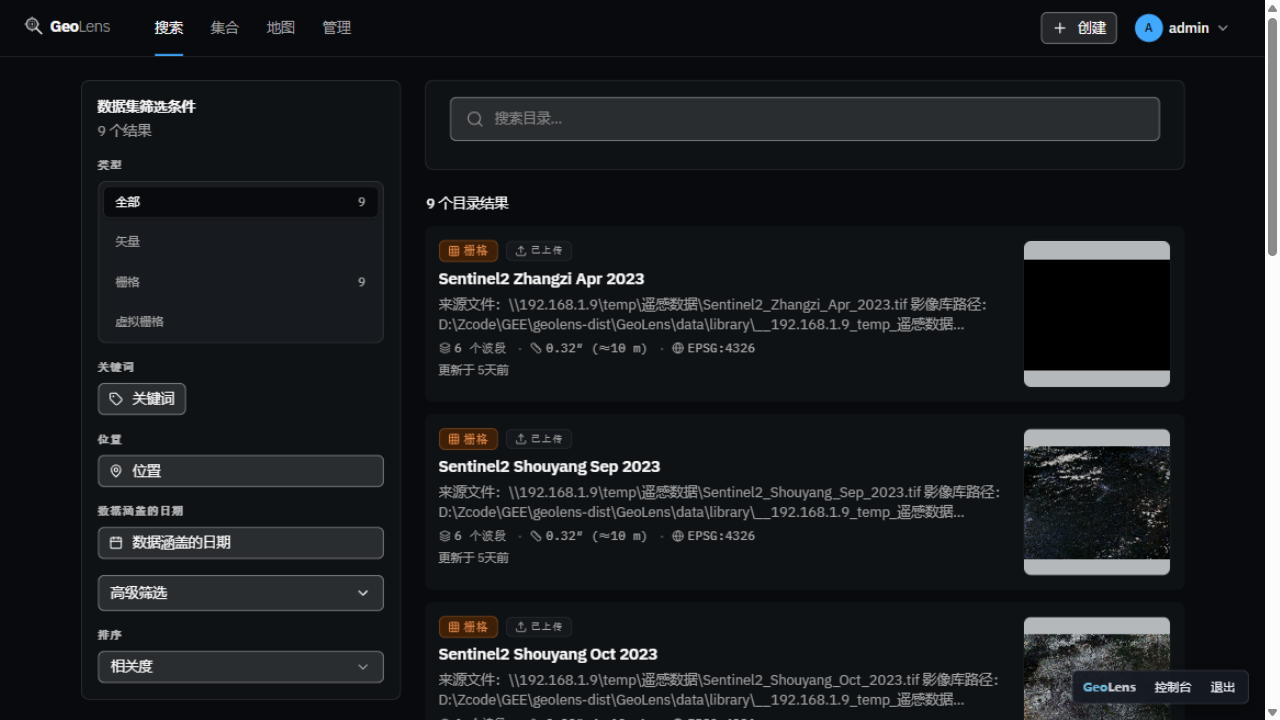 GeoLens
搜索
集合
地图
管理
创建
A
admin
数据集筛选条件
9 个结果
类型
全部 9
矢量
栅格 9
虚拟栅格
关键词
关键词
位置
位置
数据涵盖的日期
数据涵盖的日期
高级筛选
排序
相关度
搜索目录...
9 个目录结果
栅格 已上传
Sentinel2 Zhangzi Apr 2023
来源文件：\\192.168.1.9\temp\遥感数据\Sentinel2_Zhangzi_Apr_2023.tif 影像库路径：
D:\Zcode\GEE\geolens-dist\GeoLens\data\library\__192.168.1.9_temp_遥感数据...
6 个波段 · 0.32″ (≈10 m) · EPSG:4326
更新于 5天前
栅格 已上传
Sentinel2 Shouyang Sep 2023
来源文件：\\192.168.1.9\temp\遥感数据\Sentinel2_Shouyang_Sep_2023.tif 影像库路径：
D:\Zcode\GEE\geolens-dist\GeoLens\data\library\__192.168.1.9_temp_遥感数据...
6 个波段 · 0.32″ (≈10 m) · EPSG:4326
更新于 5天前
栅格 已上传
Sentinel2 Shouyang Oct 2023
来源文件：\\192.168.1.9\temp\遥感数据\Sentinel2_Shouyang_Oct_2023.tif 影像库路径：
D:\Zcode\GEE\geolens-dist\GeoLens\data\library\__192.168.1.9_temp_遥感数据...
GeoLens 控制台 退出